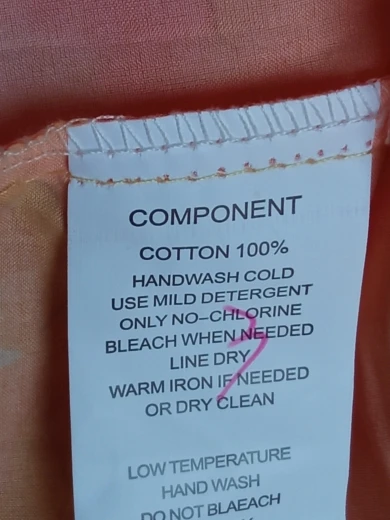 COMPONENT
COTTON 100%
HANDWASH COLD
USE MILD DETERGENT
ONLY NO-CHLORINE
BLEACH WHEN NEEDED
LINE DRY
WARM IRON IF NEEDED
OR DRY CLEAN
LOW TEMPERATURE
HAND WASH
DO NOT BLAEACH